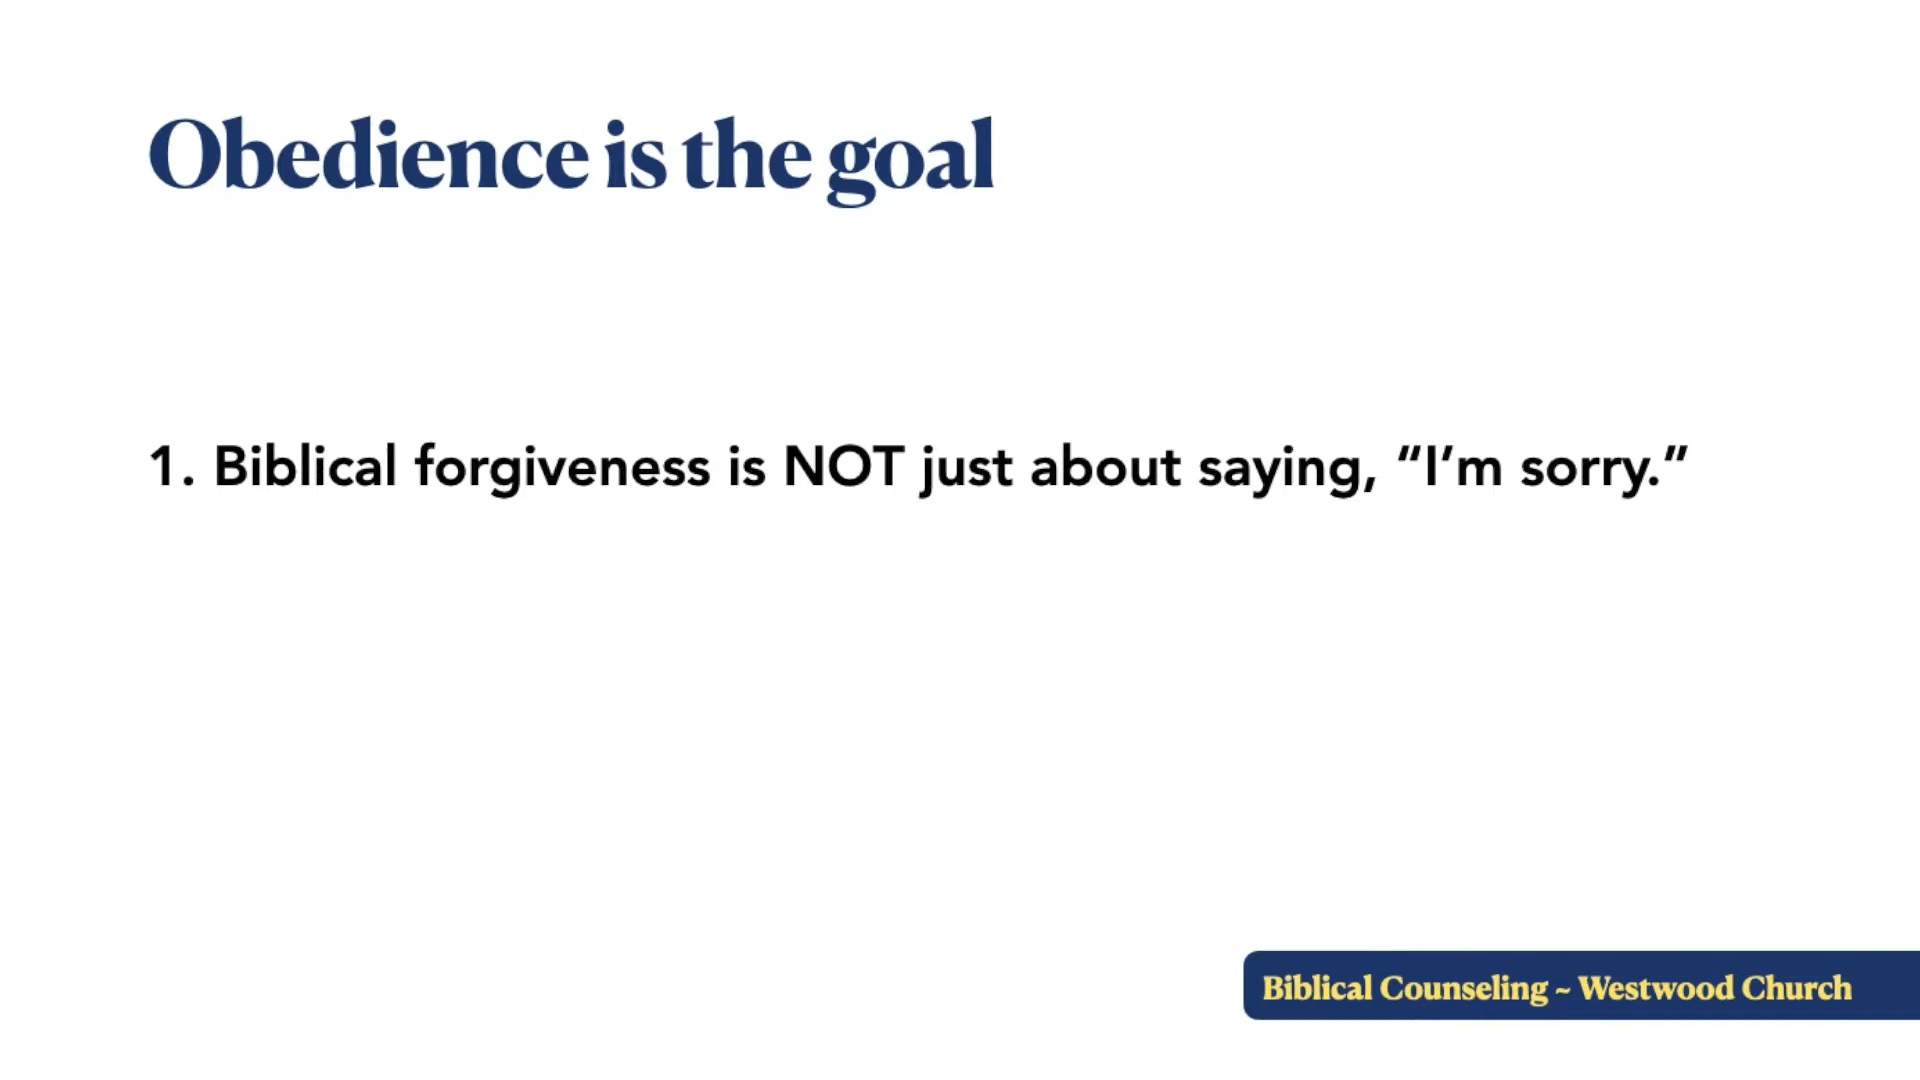 Obedience is the goal
1. Biblical forgiveness is NOT just about saying, “I’m sorry.”
Biblical Counseling ~ Westwood Church